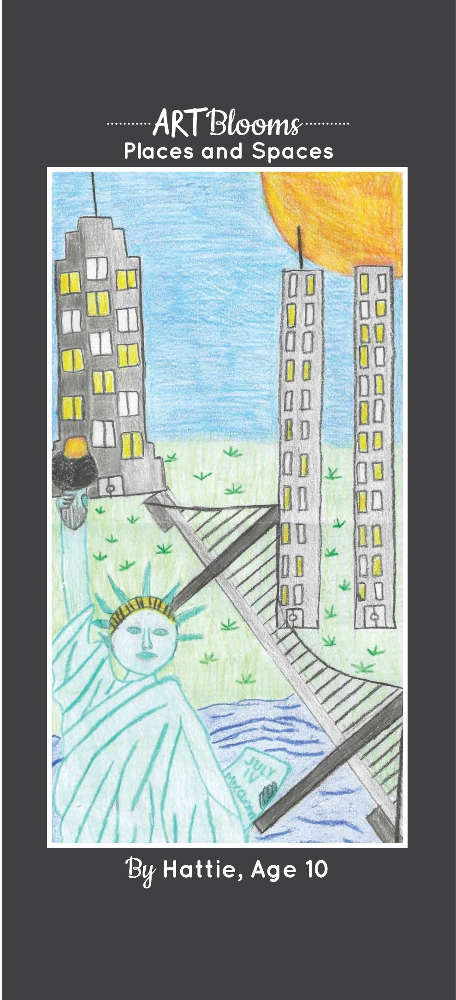 ART Blooms
Places and Spaces
JULY
IV
By Hattie, Age 10